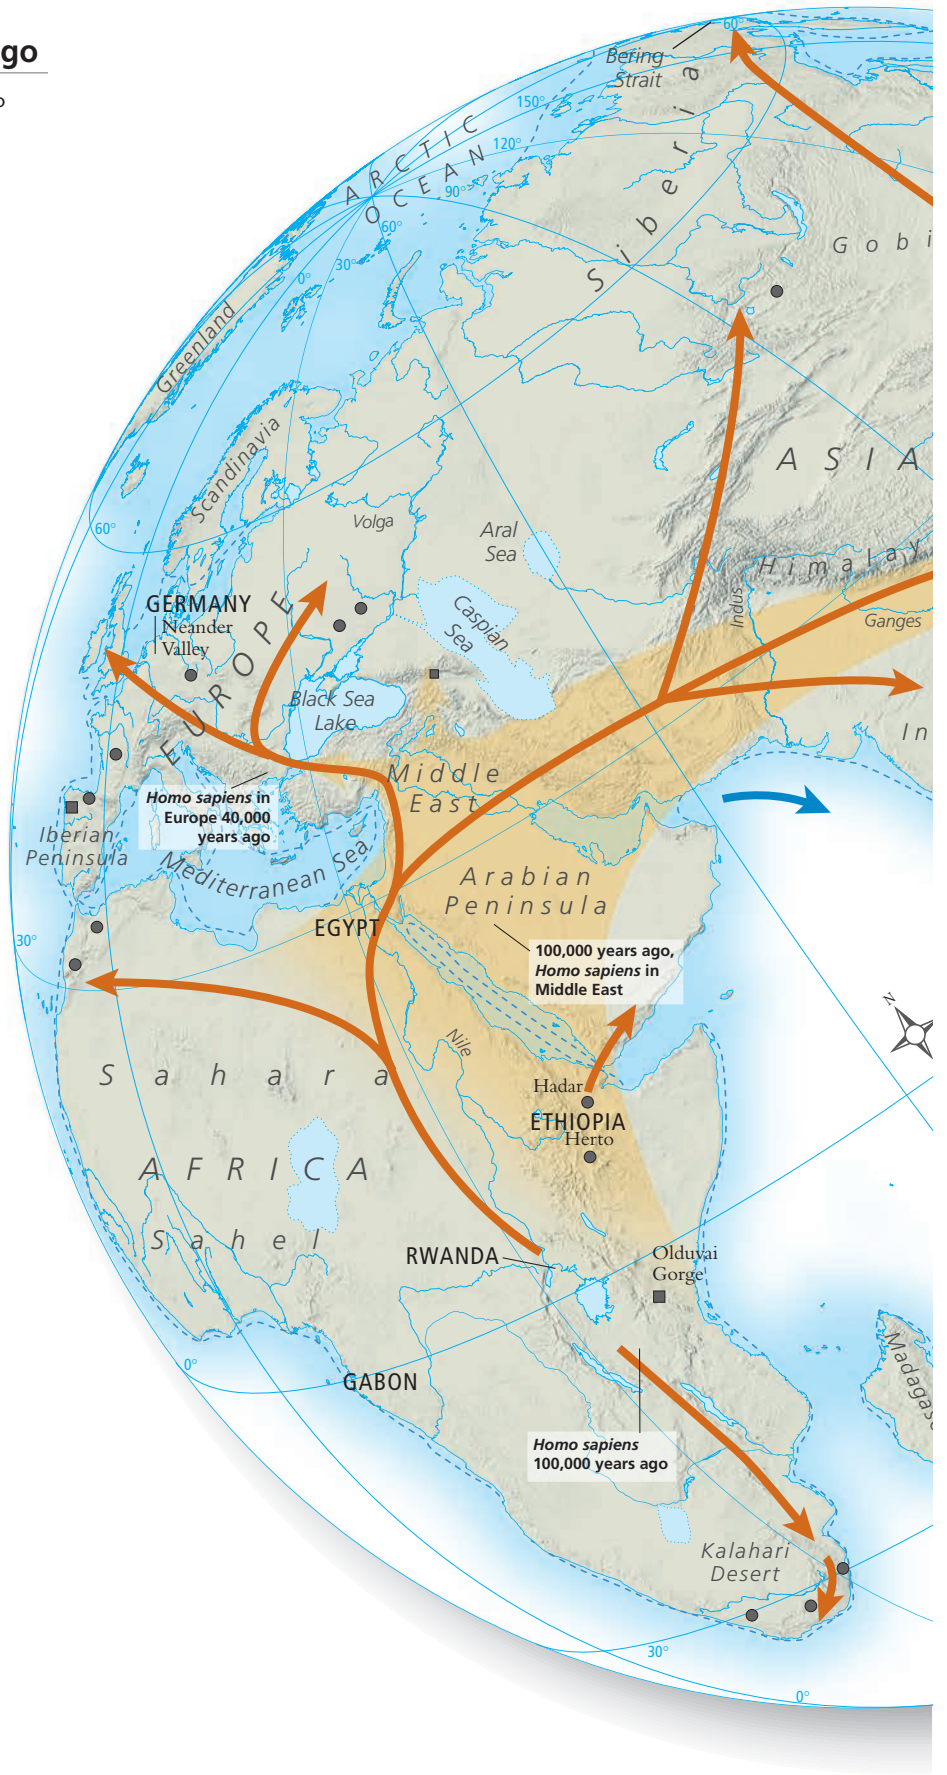 go
o
60°
Bering
Strait
150°
120°
ARCTIC
OCEAN
90°
60°
30°
0°
Siberia
Gobi
Greenland
Scandinavia
ASIA
60°
Volga
Aral
Sea
Himalay
Indus
Ganges
GERMANY
Neander
Valley
EUROPE
Caspian
Sea
Black Sea
Lake
In
Middle
East
Homo sapiens in
Europe 40,000
years ago
Iberian
Peninsula
Mediterranean Sea
Arabian
Peninsula
EGYPT
30°
100,000 years ago,
Homo sapiens in
Middle East
N
Nile
Sahara
Hadar
ETHIOPIA
Herto
AFRICA
Sahel
RWANDA
Olduvai
Gorge
0°
GABON
Madagasc
Homo sapiens
100,000 years ago
Kalahari
Desert
30°
0°